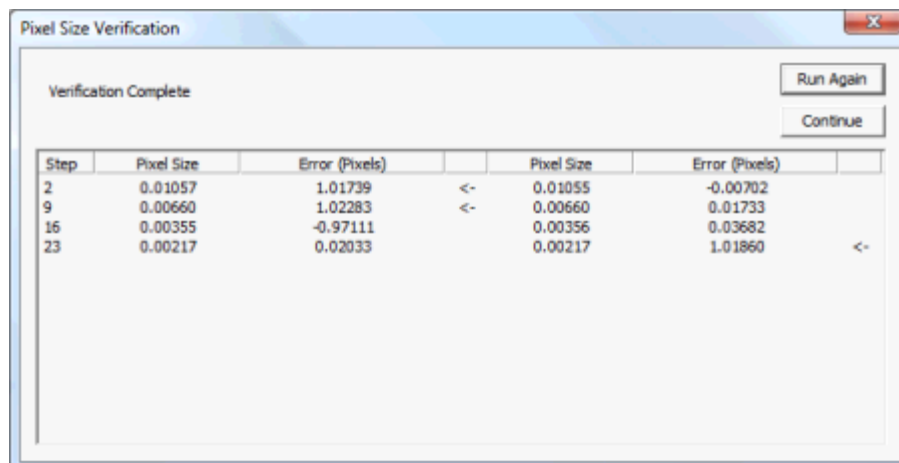 Pixel Size Verification
Verification Complete
Run Again
Continue
Step Pixel Size Error (Pixels) Pixel Size Error (Pixels)
2 0.01057 1.01739 <- 0.01055 -0.00702
9 0.00660 1.02283 <- 0.00660 0.01733
16 0.00355 -0.97111 0.00356 0.03682
23 0.00217 0.02033 0.00217 1.01860 <-